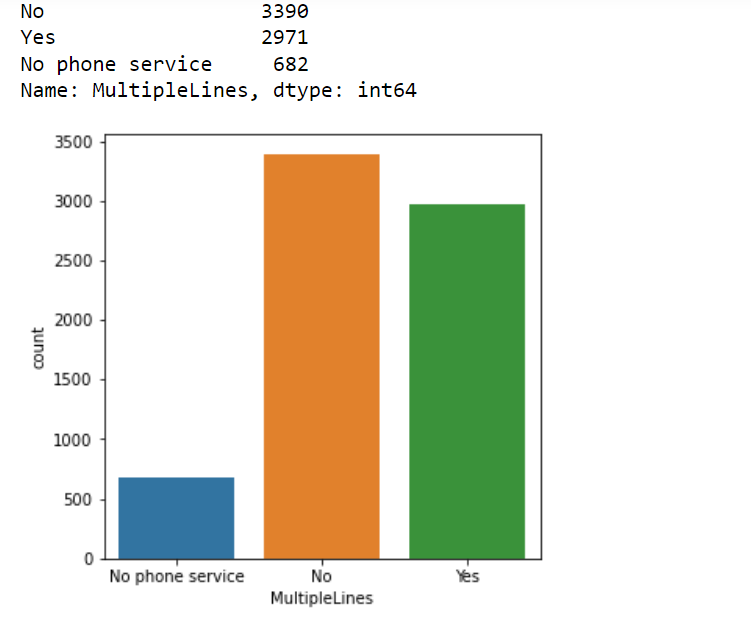 No 3390
Yes 2971
No phone service 682
Name: MultipleLines, dtype: int64
3500
3000
2500
2000
1500
1000
500
0
count
No phone service No Yes
MultipleLines